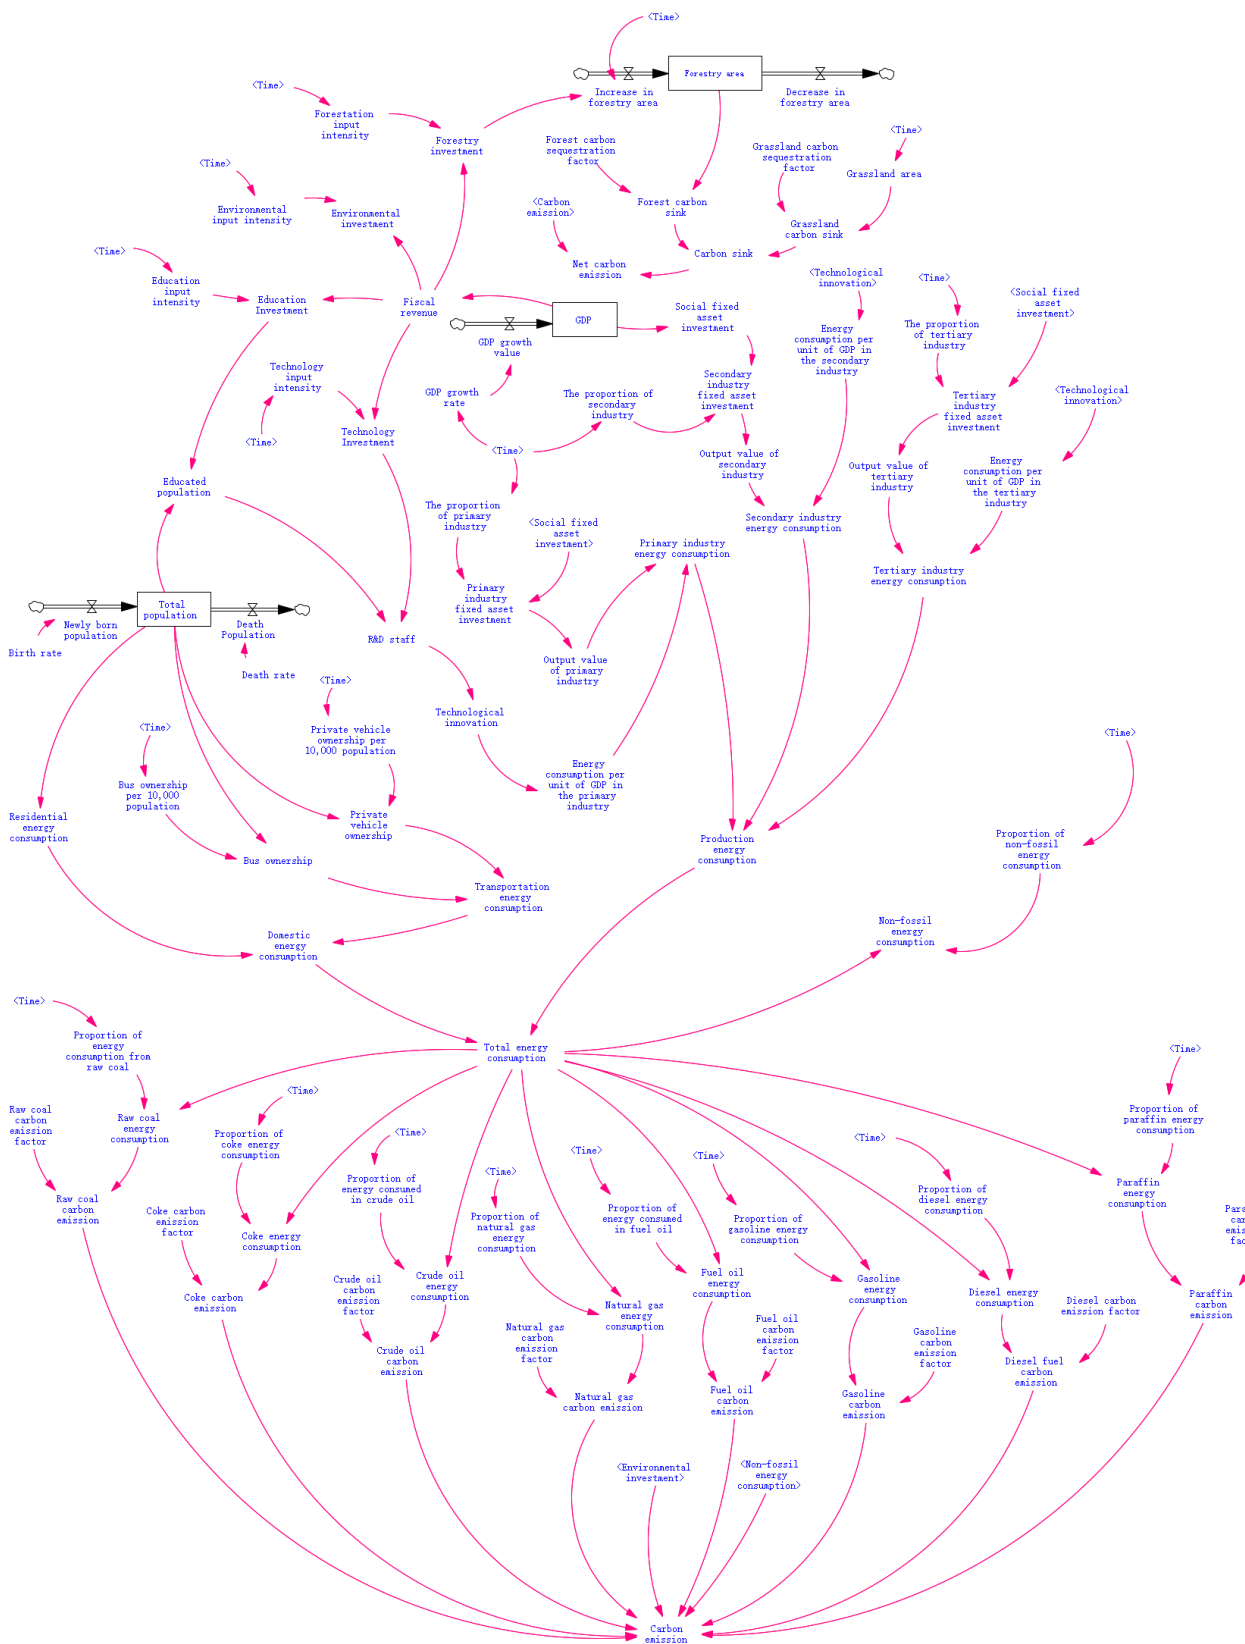 <Time>
Forestry area
<Time>
Increase in
forestry area
Decrease in
forestry area
Forestation
input
intensity
Forestry
investment
Forest carbon
sequestration
factor
Grassland carbon
sequestration
factor
<Time>
Grassland area
<Time>
Environmental
input intensity
Environmental
investment
<Carbon
emission>
Forest carbon
sink
Grassland
carbon sink
<Time>
Education
input
intensity
Education
Investment
Fiscal
revenue
Net carbon
emission
Carbon sink
GDP
Social fixed
asset
investment
<Technological
innovation>
<Time>
<Social fixed
asset
investment>
GDP growth
value
Energy
consumption per
unit of GDP in
the secondary
industry
The proportion
of tertiary
industry
Technology
input
intensity
GDP growth
rate
The proportion of
secondary
industry
Secondary
industry
fixed asset
investment
Tertiary
industry
fixed asset
investment
<Technological
innovation>
<Time>
Technology
Investment
<Time>
Output value of
secondary
industry
Output value of
tertiary
industry
Energy
consumption per
unit of GDP in
the tertiary
industry
Educated
population
The proportion
of primary
industry
<Social fixed
asset
investment>
Secondary industry
energy consumption
Primary industry
energy consumption
Tertiary industry
energy consumption
Total
population
Newly born
population
Death
Population
Birth rate
Death rate
Primary
industry
fixed asset
investment
R&D staff
Output value
of primary
industry
<Time>
Technological
innovation
<Time>
Private vehicle
ownership per
10,000 population
<Time>
Bus ownership
per 10,000
population
Energy
consumption per
unit of GDP in
the primary
industry
Residential
energy
consumption
Private
vehicle
ownership
Bus ownership
Production
energy
consumption
Proportion of
non-fossil
energy
consumption
Transportation
energy
consumption
Domestic
energy
consumption
Non-fossil
energy
consumption
<Time>
Proportion of
energy
consumption from
raw coal
Total energy
consumption
<Time>
Raw coal
carbon
emission
factor
Raw coal
energy
consumption
<Time>
Proportion of
coke energy
consumption
<Time>
Proportion of
energy consumed
in crude oil
<Time>
Proportion of
natural gas
energy
consumption
<Time>
Proportion of
energy consumed
in fuel oil
<Time>
Proportion of
gasoline energy
consumption
<Time>
Proportion of
diesel energy
consumption
Proportion of
paraffin energy
consumption
Paraffin
energy
consumption
Raw coal
carbon
emission
Coke carbon
emission
factor
Coke energy
consumption
Coke carbon
emission
Crude oil
carbon
emission
factor
Crude oil
energy
consumption
Crude oil
carbon
emission
Natural gas
carbon
emission
factor
Natural gas
energy
consumption
Natural gas
carbon emission
Fuel oil
energy
consumption
Fuel oil
carbon
emission
factor
Fuel oil
carbon
emission
Gasoline
energy
consumption
Gasoline
carbon
emission
factor
Gasoline
carbon
emission
Diesel energy
consumption
Diesel carbon
emission factor
Diesel fuel
carbon
emission
Paraffin
carbon
emission
<Environmental
investment>
<Non-fossil
energy
consumption>
Carbon
emission